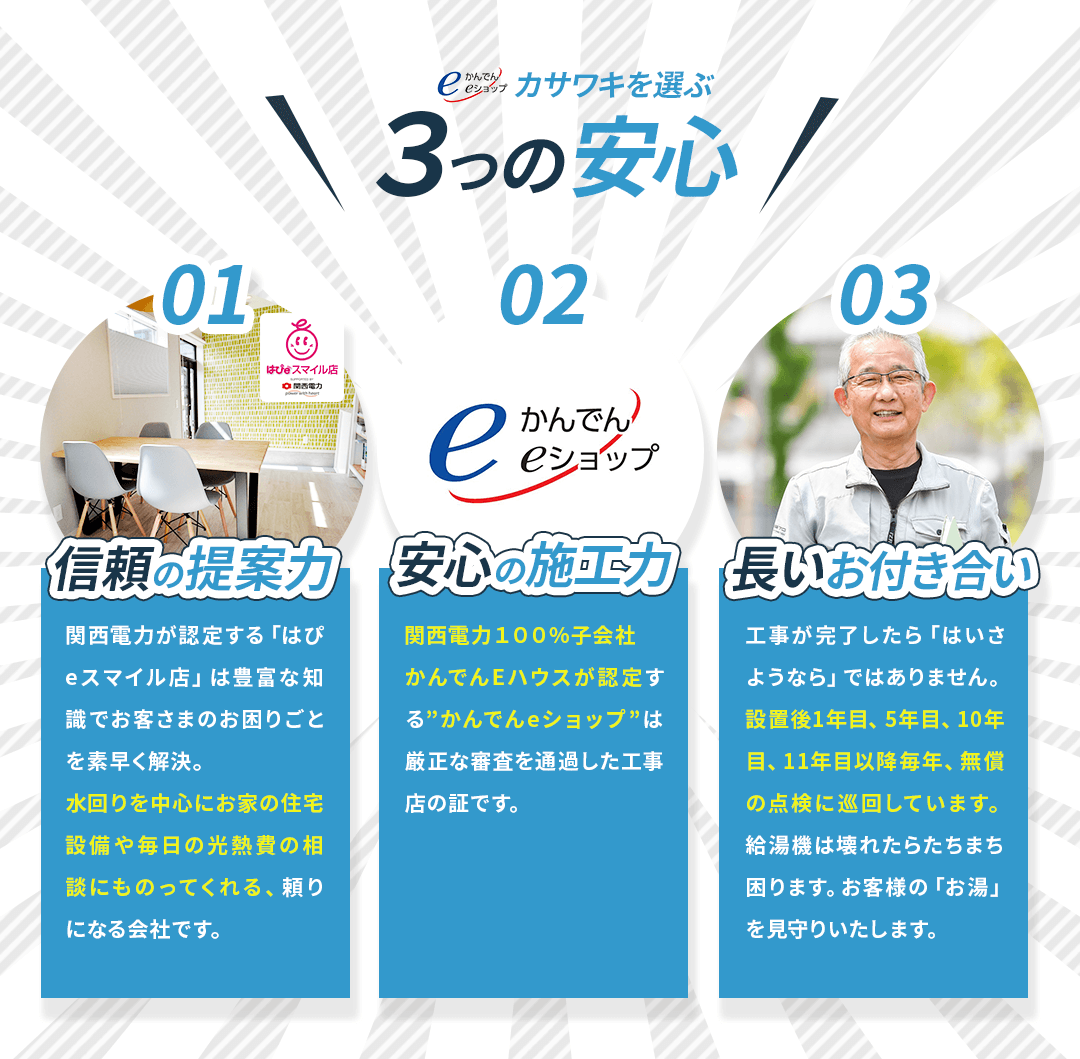 e かんでん eショップ カサワキを選ぶ
3つの安心
01
はぴeスマイル店
関西電力
power with heart
信頼の提案力
関西電力が認定する「はぴ
eスマイル店」は豊富な知
識でお客さまのお困りごと
を素早く解決。
水回りを中心にお家の住宅
設備や毎日の光熱費の相
談にものってくれる、頼り
になる会社です。
02
e かんでん
eショップ
安心の施工力
関西電力100%子会社
かんでんEハウスが認定す
る”かんでんeショップ”は
厳正な審査を通過した工事
店の証です。
03
長いお付き合い
工事が完了したら「はいさ
ようなら」ではありません。
設置後1年目、5年目、10年
目、11年目以降毎年、無償
の点検に巡回しています。
給湯機は壊れたらたちまち
困ります。お客様の「お湯」
を見守りいたします。